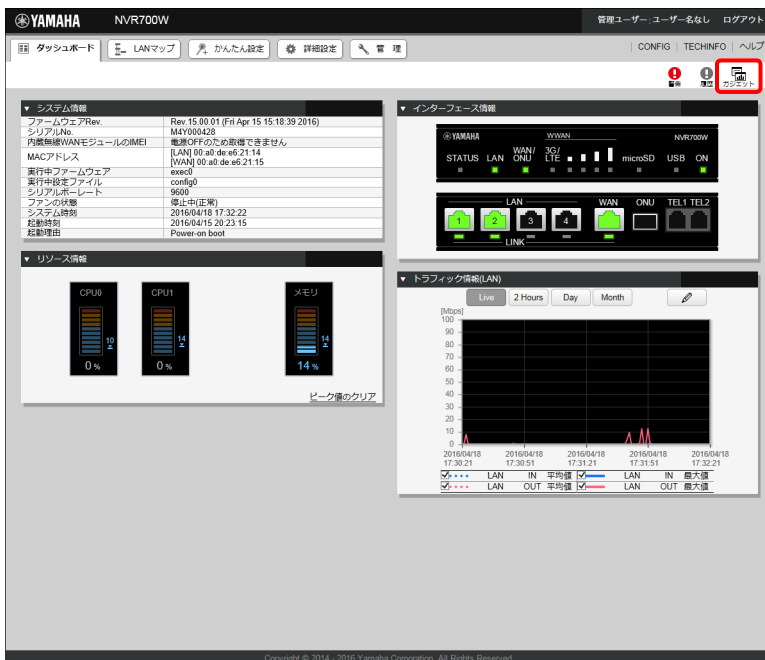 YAMAHA NVR700W 管理ユーザー:ユーザー名なし ログアウト
ダッシュボード LANマップ かんたん設定 詳細設定 管 理 CONFIG TECHINFO ヘルプ
警告 履歴 ガジェット
▼ システム情報
ファームウェアRev. Rev.15.00.01 (Fri Apr 15 15:18:39 2016)
シリアルNo. M4Y000428
内蔵無線WANモジュールのIMEI 電源OFFのため取得できません
MACアドレス [LAN] 00:a0:de:e6:21:14
[WAN] 00:a0:de:e6:21:15
実行中ファームウェア exec0
実行中設定ファイル config0
シリアルボーレート 9600
ファンの状態 停止中(正常)
システム時刻 2016/04/18 17:32:22
起動時刻 2016/04/15 20:23:15
起動理由 Power-on boot
▼ インターフェース情報
YAMAHA WWAN NVR700W
STATUS LAN WAN/ONU 3G/LTE microSD USB ON
LAN WAN ONU TEL1 TEL2
1 2 3 4
LINK
▼ リソース情報
CPU0 CPU1 メモリ
10 14 14
0 % 0 % 14 %
ピーク値のクリア
▼ トラフィック情報(LAN)
Live 2 Hours Day Month
[Mbps]
100
90
80
70
60
50
40
30
20
10
0
2016/04/18 2016/04/18 2016/04/18 2016/04/18 2016/04/18
17:30:21 17:30:51 17:31:21 17:31:51 17:32:21
LAN IN 平均値 LAN IN 最大値
LAN OUT 平均値 LAN OUT 最大値
Copyright © 2014 - 2016 Yamaha Corporation. All Rights Reserved.